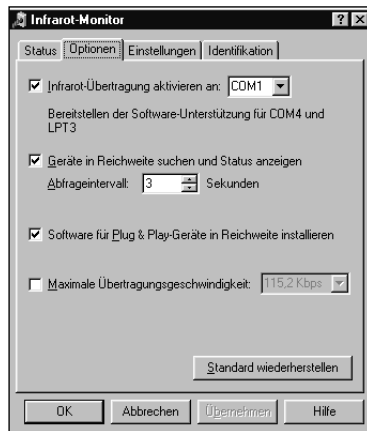 Infrarot-Monitor
Status Optionen Einstellungen Identifikation
Infrarot-Übertragung aktivieren an: COM1
Bereitstellen der Software-Unterstützung für COM4 und
LPT3
Geräte in Reichweite suchen und Status anzeigen
Abfrageintervall: 3 Sekunden
Software für Plug & Play-Geräte in Reichweite installieren
Maximale Übertragungsgeschwindigkeit: 115,2 Kbps
Standard wiederherstellen
OK Abbrechen Übernehmen Hilfe